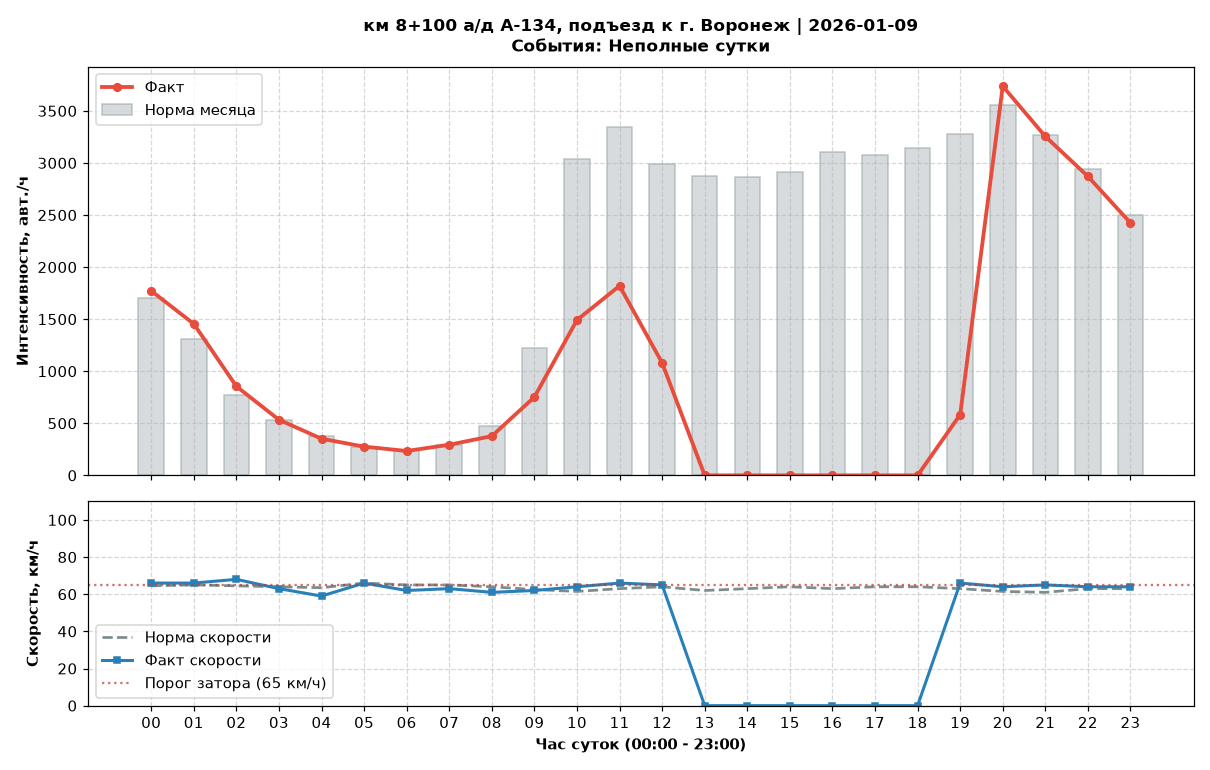 км 8+100 а/д А-134, подъезд к г. Воронеж | 2026-01-09
События: Неполные сутки
Факт
Норма месяца
Интенсивность, авт./ч
3500
3000
2500
2000
1500
1000
500
0
Скорость, км/ч
100
80
60
40
20
0
Норма скорости
Факт скорости
Порог затора (65 км/ч)
00 01 02 03 04 05 06 07 08 09 10 11 12 13 14 15 16 17 18 19 20 21 22 23
Час суток (00:00 - 23:00)